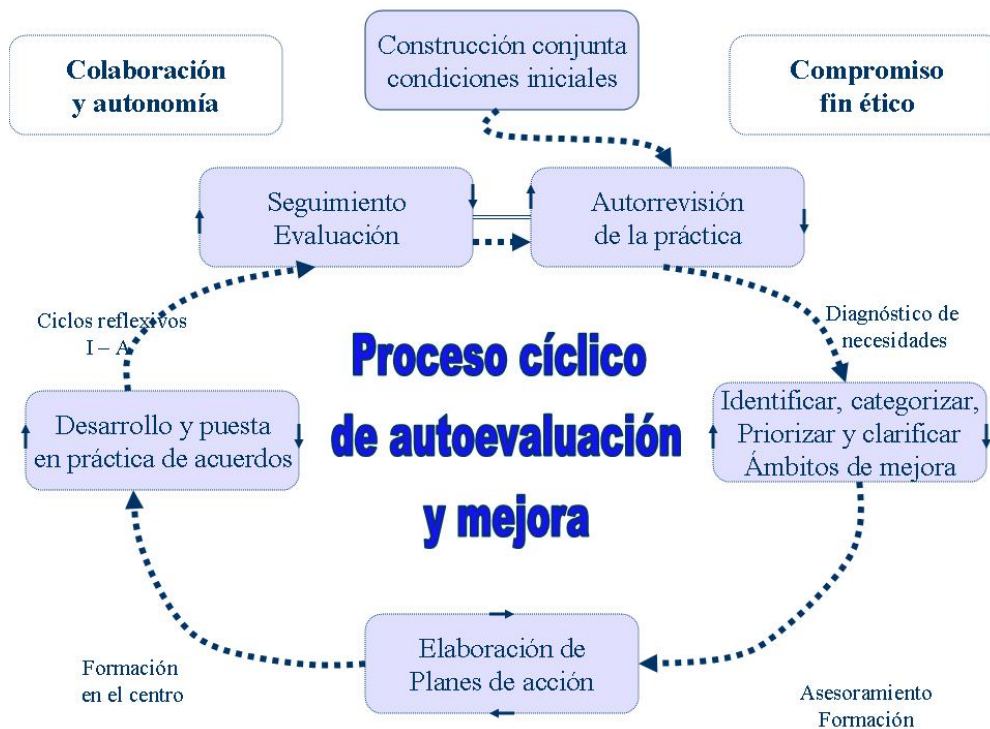 Colaboración
y autonomía
Construcción conjunta
condiciones iniciales
Compromiso
fin ético
Seguimiento
Evaluación
Autorrevisión
de la práctica
Ciclos reflexivos
I – A
Diagnóstico de
necesidades
Proceso cíclico
de autoevaluación
y mejora
Desarrollo y puesta
en práctica de acuerdos
Identificar, categorizar,
Priorizar y clarificar
Ámbitos de mejora
Formación
en el centro
Elaboración de
Planes de acción
Asesoramiento
Formación